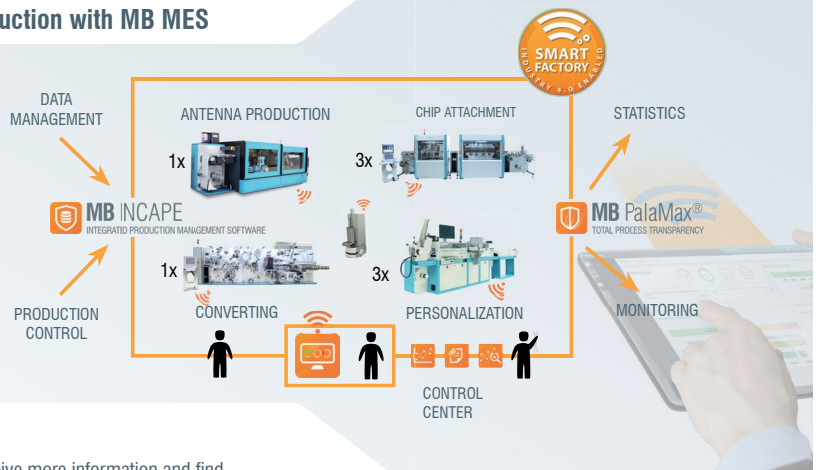 uction with MB MES
SMART
FACTORY
INDUSTRY 4.0 ENABLED
DATA
MANAGEMENT
ANTENNA PRODUCTION
CHIP ATTACHMENT
STATISTICS
1x
3x
MB INCAPE
INTEGRATED PRODUCTION MANAGEMENT SOFTWARE
MB PalaMax®
TOTAL PROCESS TRANSPARENCY
1x
3x
PRODUCTION
CONTROL
CONVERTING
PERSONALIZATION
MONITORING
CONTROL
CENTER
ive more information and find